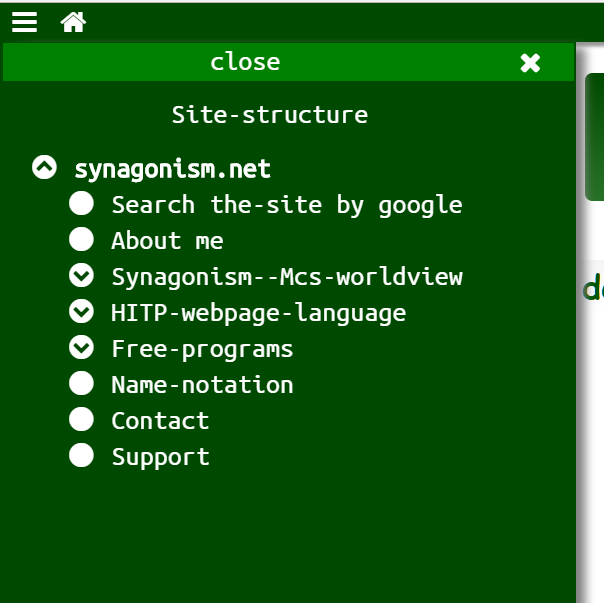 close
Site-structure
synagonism.net
Search the-site by google
About me
Synagonism--Mcs-worldview
HITP-webpage-language
Free-programs
Name-notation
Contact
Support